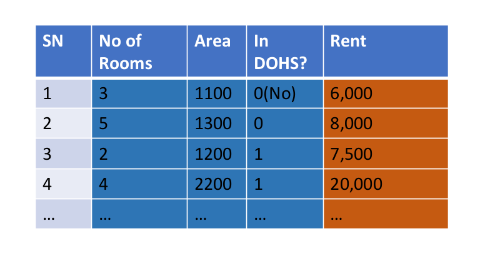 SN No of Rooms Area In DOHS? Rent
1 3 1100 0(No) 6,000
2 5 1300 0 8,000
3 2 1200 1 7,500
4 4 2200 1 20,000
... ... ... ... ...